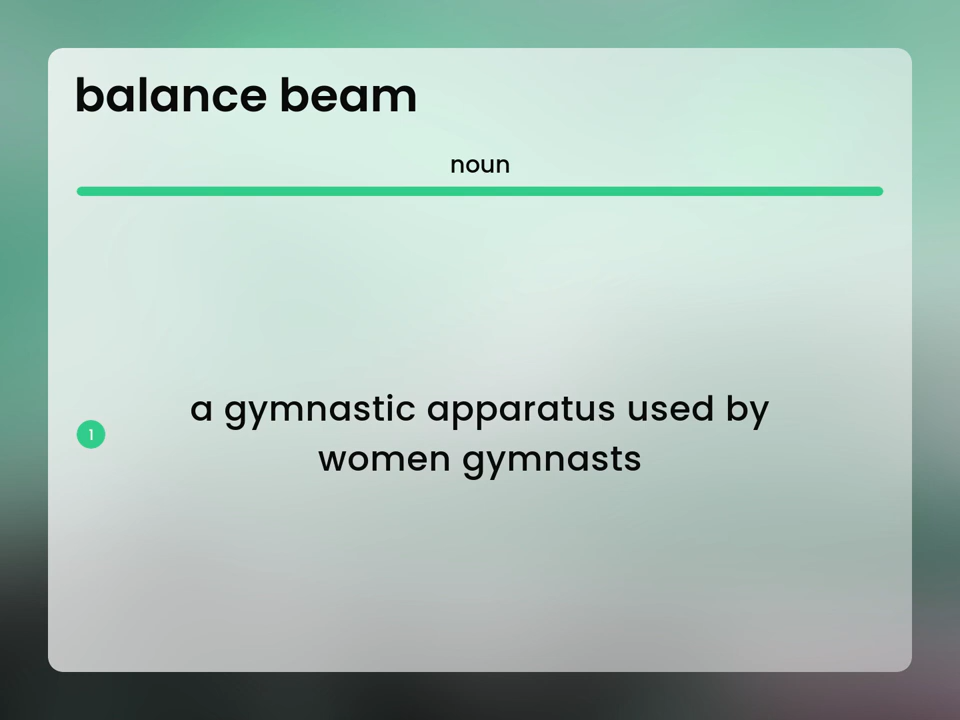 balance beam
noun
1
a gymnastic apparatus used by
women gymnasts